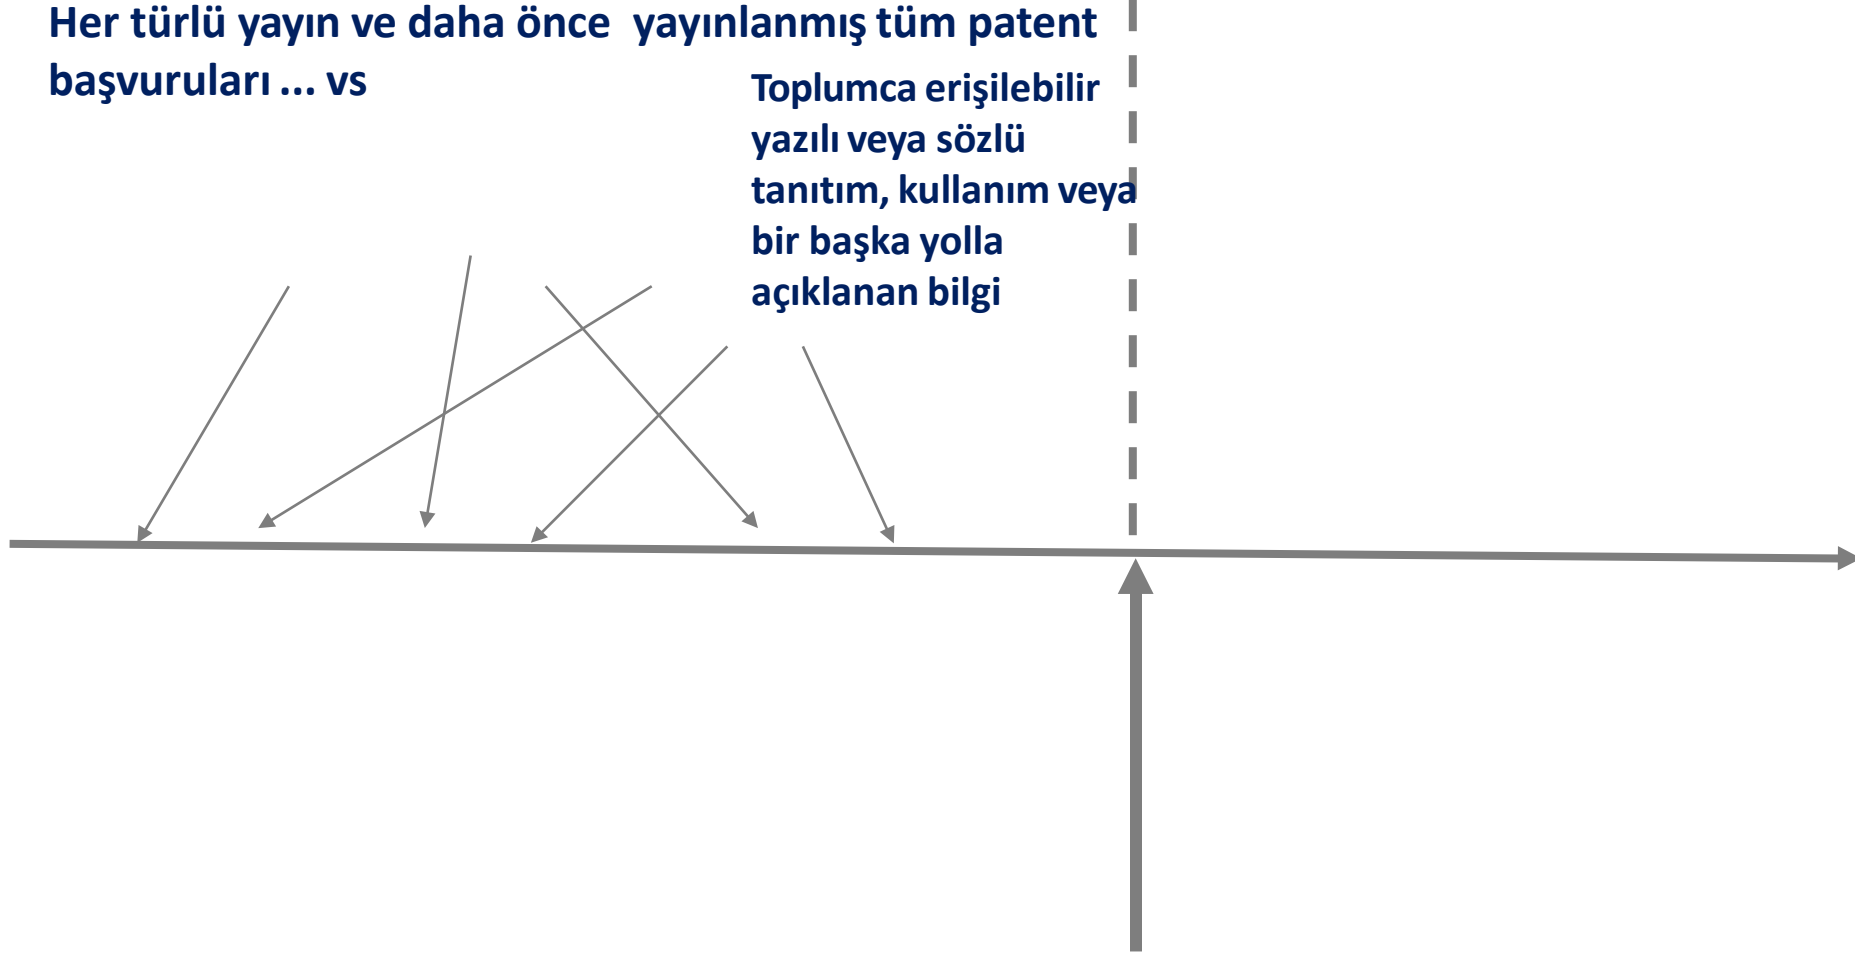 Her türlü yayın ve daha önce yayınlanmış tüm patent
başvuruları ... vs
Toplumca erişilebilir
yazılı veya sözlü
tanıtım, kullanım veya
bir başka yolla
açıklanan bilgi